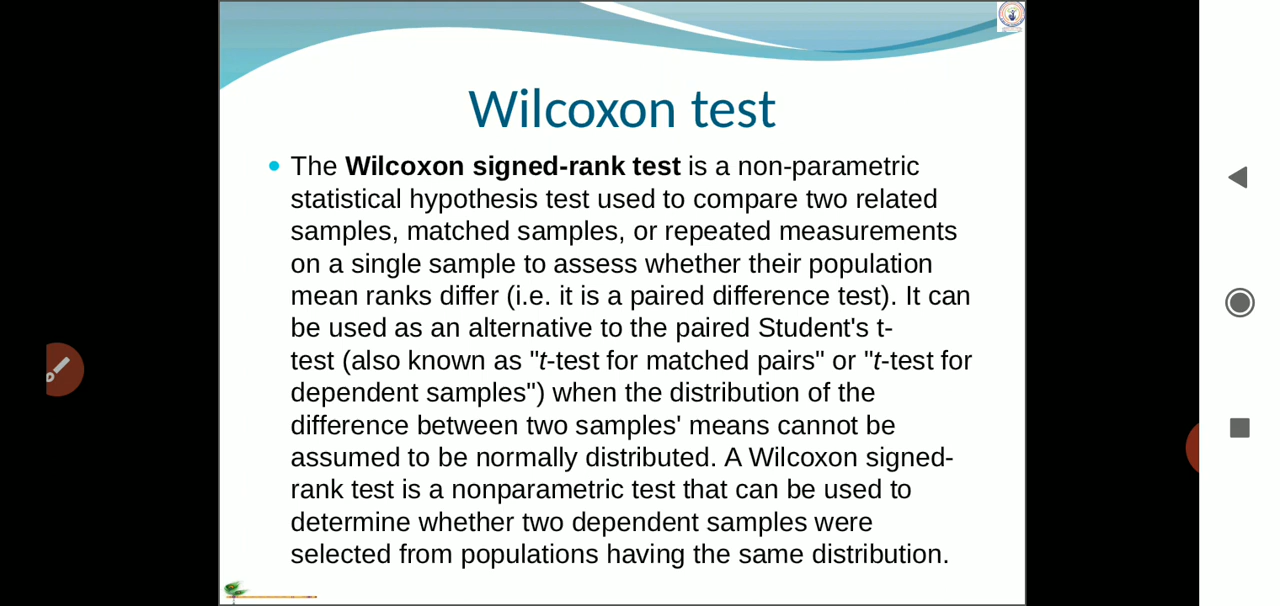 Wilcoxon test
• The Wilcoxon signed-rank test is a non-parametric
statistical hypothesis test used to compare two related
samples, matched samples, or repeated measurements
on a single sample to assess whether their population
mean ranks differ (i.e. it is a paired difference test). It can
be used as an alternative to the paired Student's t-
test (also known as "t-test for matched pairs" or "t-test for
dependent samples") when the distribution of the
difference between two samples' means cannot be
assumed to be normally distributed. A Wilcoxon signed-
rank test is a nonparametric test that can be used to
determine whether two dependent samples were
selected from populations having the same distribution.